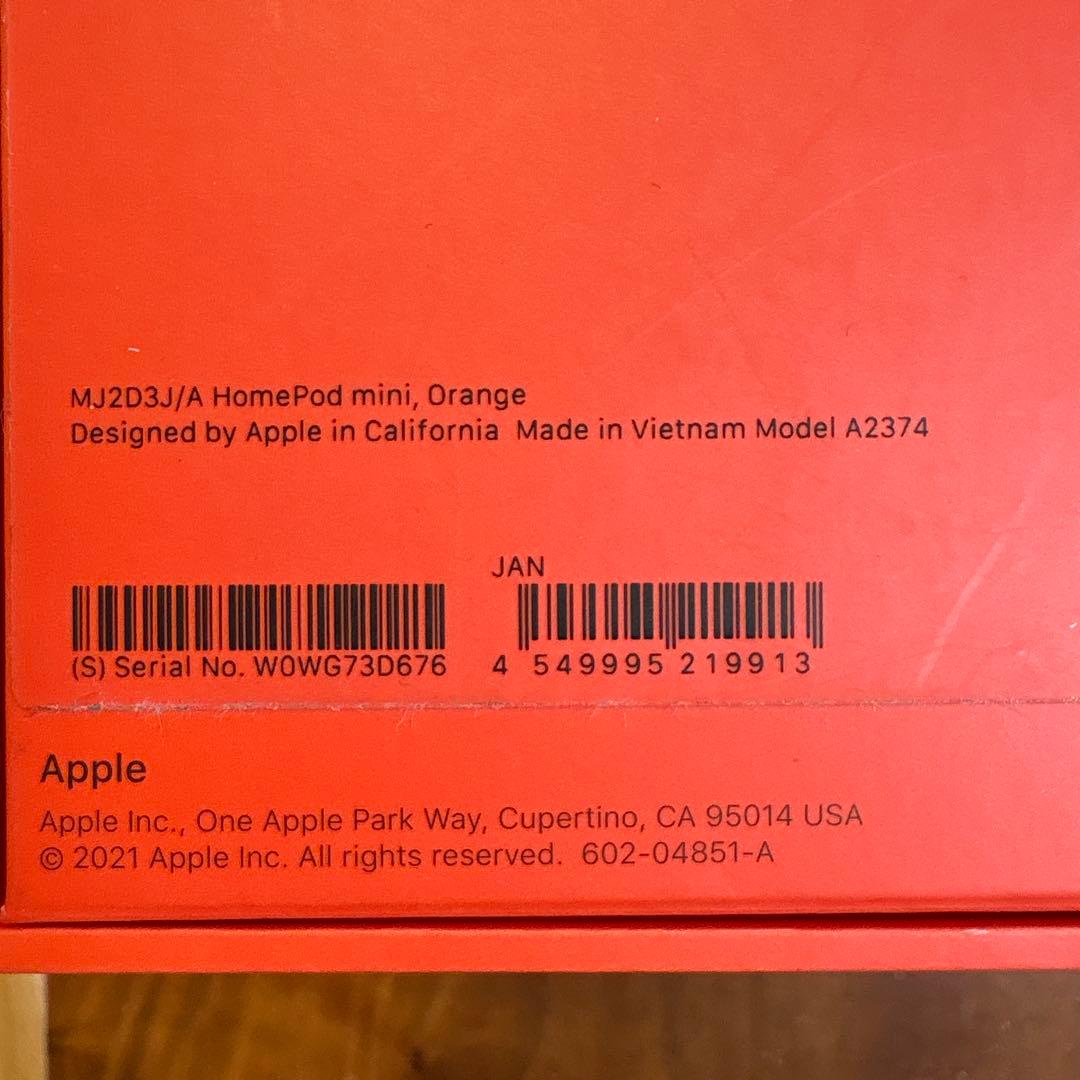 MJ2D3J/A HomePod mini, Orange
Designed by Apple in California  Made in Vietnam Model A2374
JAN
(S) Serial No. W0WG73D676
4 549995 219913
Apple
Apple Inc., One Apple Park Way, Cupertino, CA 95014 USA
© 2021 Apple Inc. All rights reserved.  602-04851-A